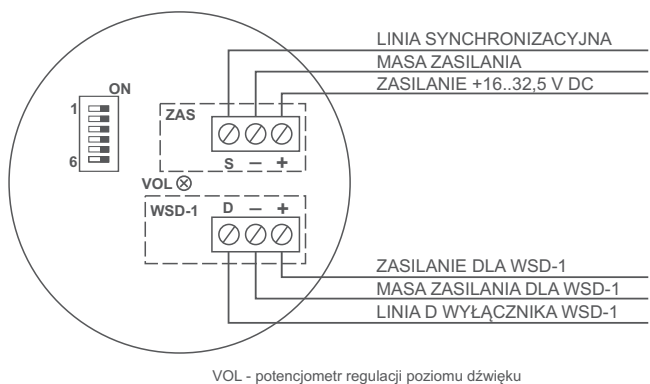 LINIA SYNCHRONIZACYJNA
MASA ZASILANIA
ZASILANIE +16..32,5 V DC
ON
1
6
ZAS
S – +
VOL
WSD-1 D – +
ZASILANIE DLA WSD-1
MASA ZASILANIA DLA WSD-1
LINIA D WYŁĄCZNIKA WSD-1
VOL - potencjometr regulacji poziomu dźwięku